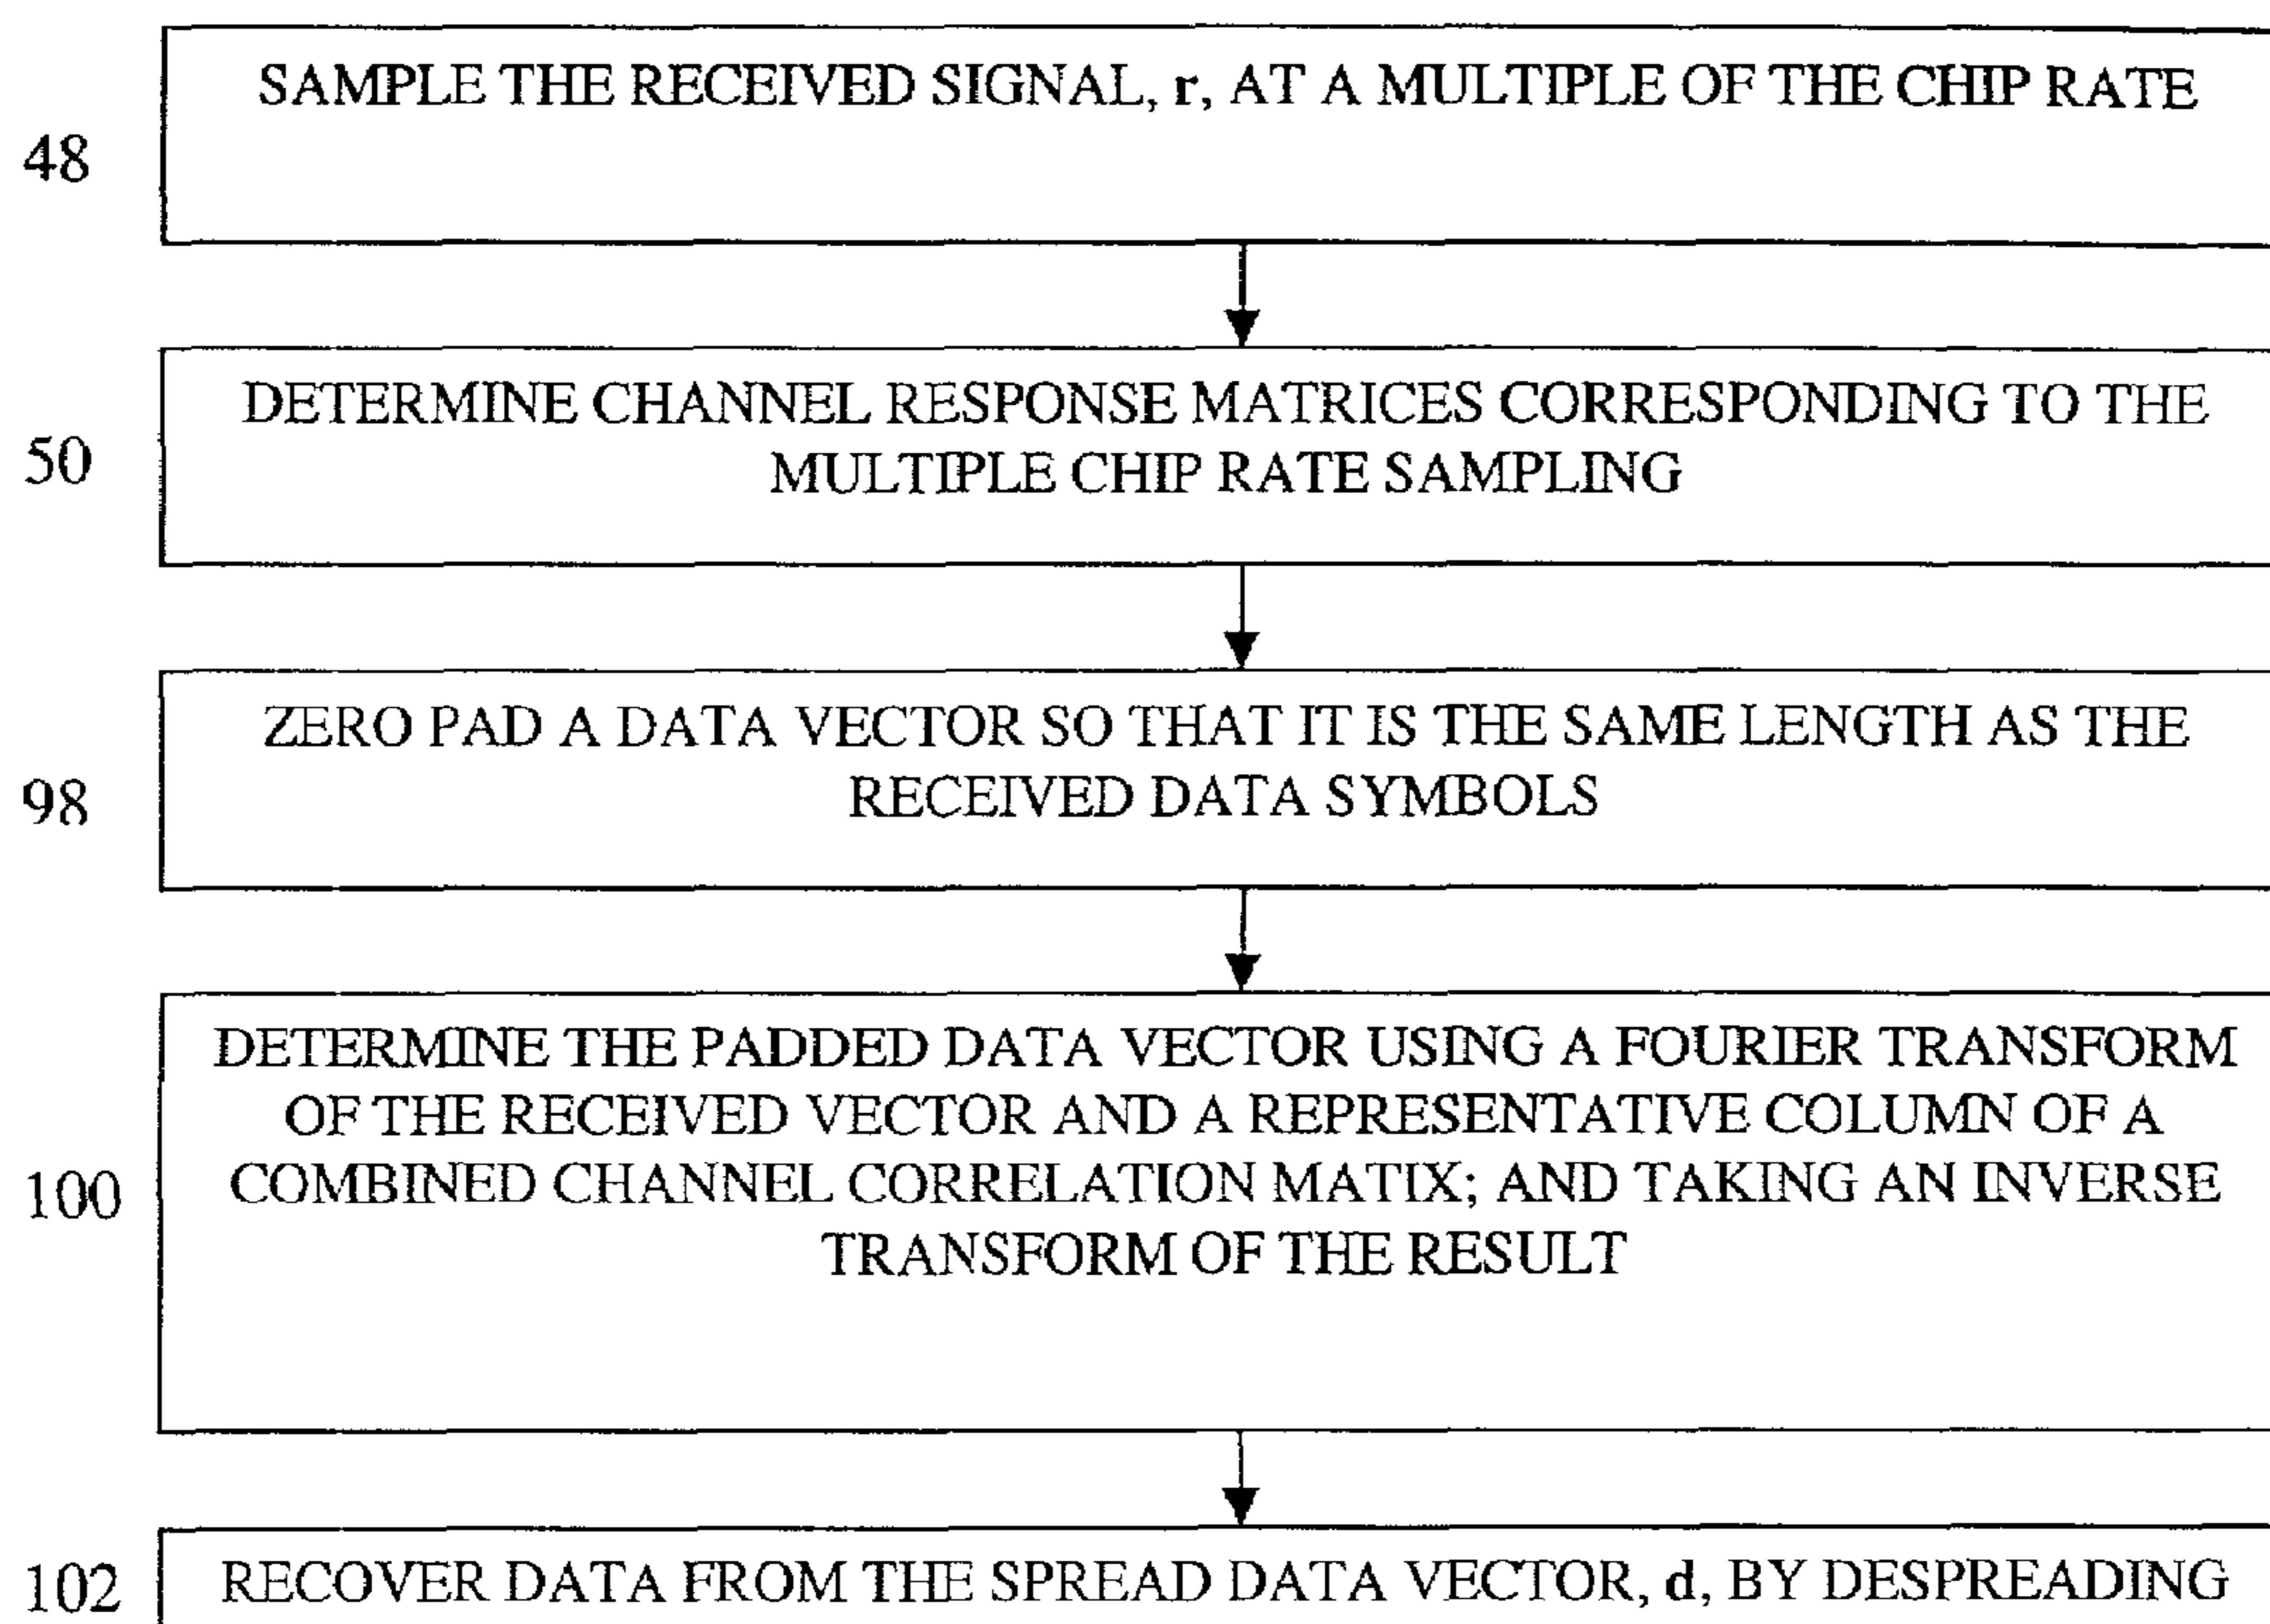 SAMPLE THE RECEIVED SIGNAL, r, AT A MULTIPLE OF THE CHIP RATE
48
DETERMINE CHANNEL RESPONSE MATRICES CORRESPONDING TO THE
MULTIPLE CHIP RATE SAMPLING
50
ZERO PAD A DATA VECTOR SO THAT IT IS THE SAME LENGTH AS THE
RECEIVED DATA SYMBOLS
98
DETERMINE THE PADDED DATA VECTOR USING A FOURIER TRANSFORM
OF THE RECEIVED VECTOR AND A REPRESENTATIVE COLUMN OF A
COMBINED CHANNEL CORRELATION MATIX; AND TAKING AN INVERSE
TRANSFORM OF THE RESULT
100
102 RECOVER DATA FROM THE SPREAD DATA VECTOR, d, BY DESPREADING